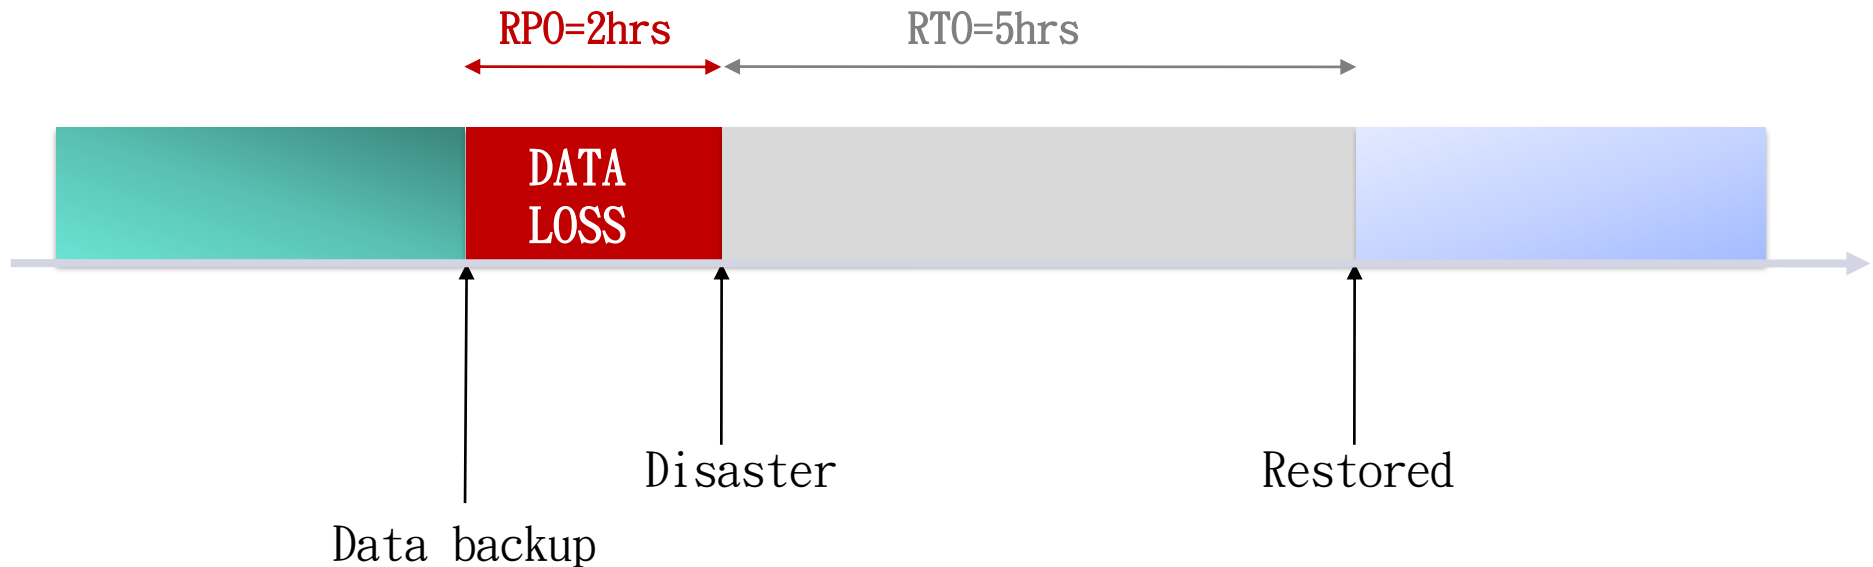 RPO=2hrs
RTO=5hrs
DATA
LOSS
Disaster
Restored
Data backup